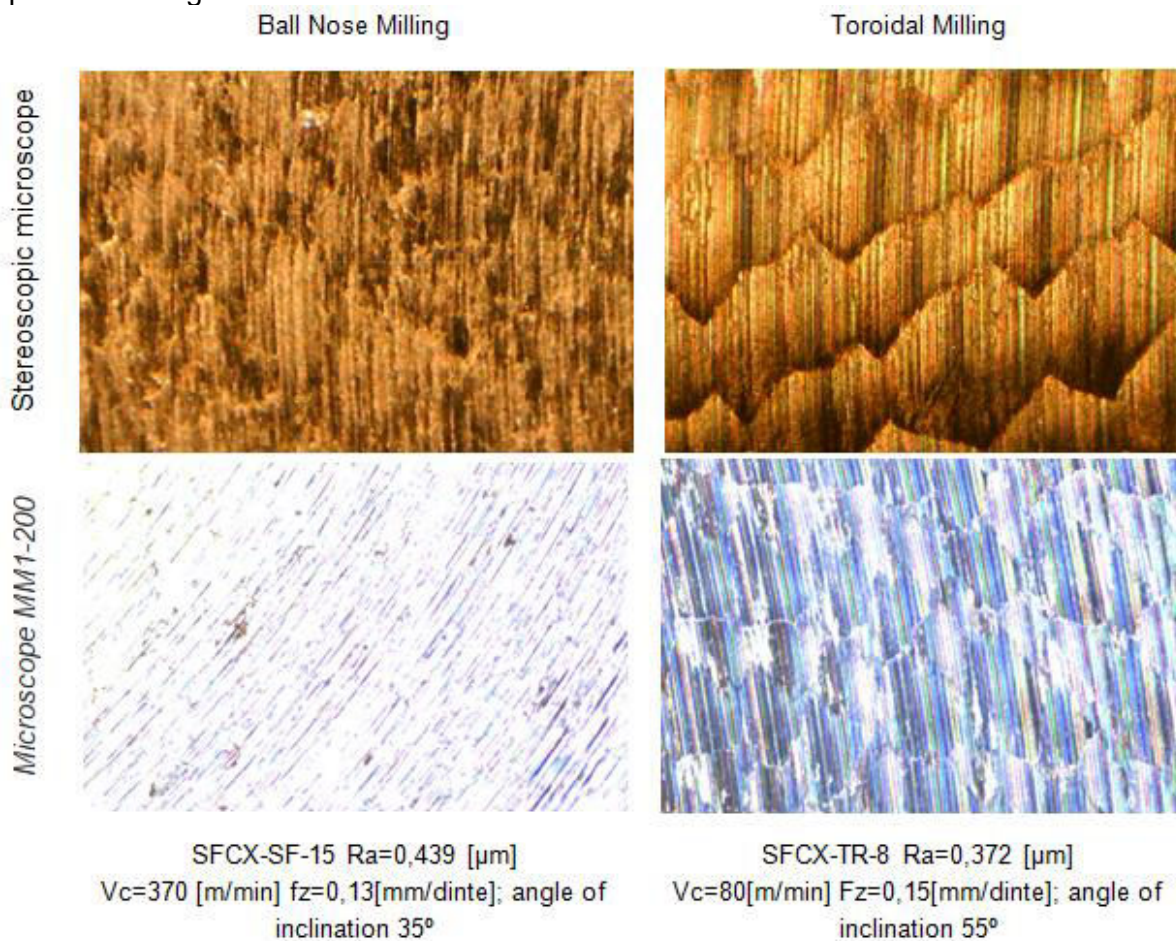 Ball Nose Milling
Toroidal Milling
Stereoscopic microscope
Microscope MM1-200
SFCX-SF-15 Ra=0,439 [µm]
Vc=370 [m/min] fz=0,13[mm/dinte]; angle of
inclination 35º
SFCX-TR-8 Ra=0,372 [µm]
Vc=80[m/min] Fz=0,15[mm/dinte]; angle of
inclination 55º